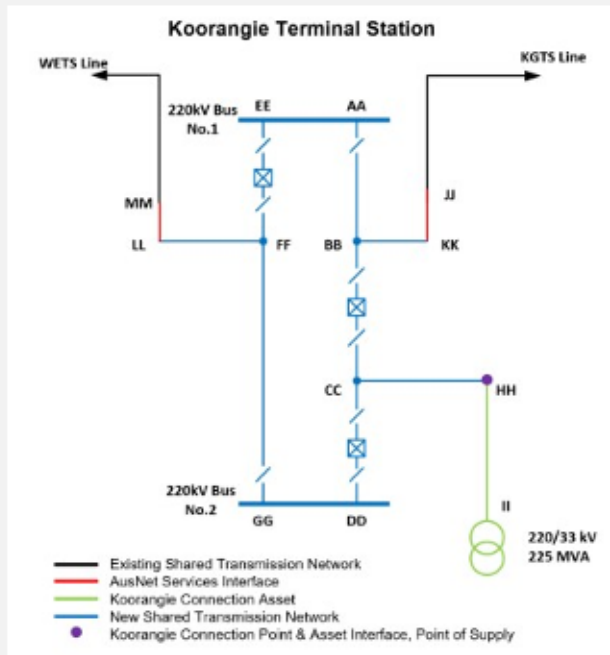 Koorangie Terminal Station
WETS Line
KGTS Line
220kV Bus No.1
EE
AA
MM
JJ
LL
FF
BB
KK
CC
HH
220kV Bus No.2
GG
DD
II
220/33 kV
225 MVA
Existing Shared Transmission Network
AusNet Services Interface
Koorangie Connection Asset
New Shared Transmission Network
Koorangie Connection Point & Asset Interface, Point of Supply